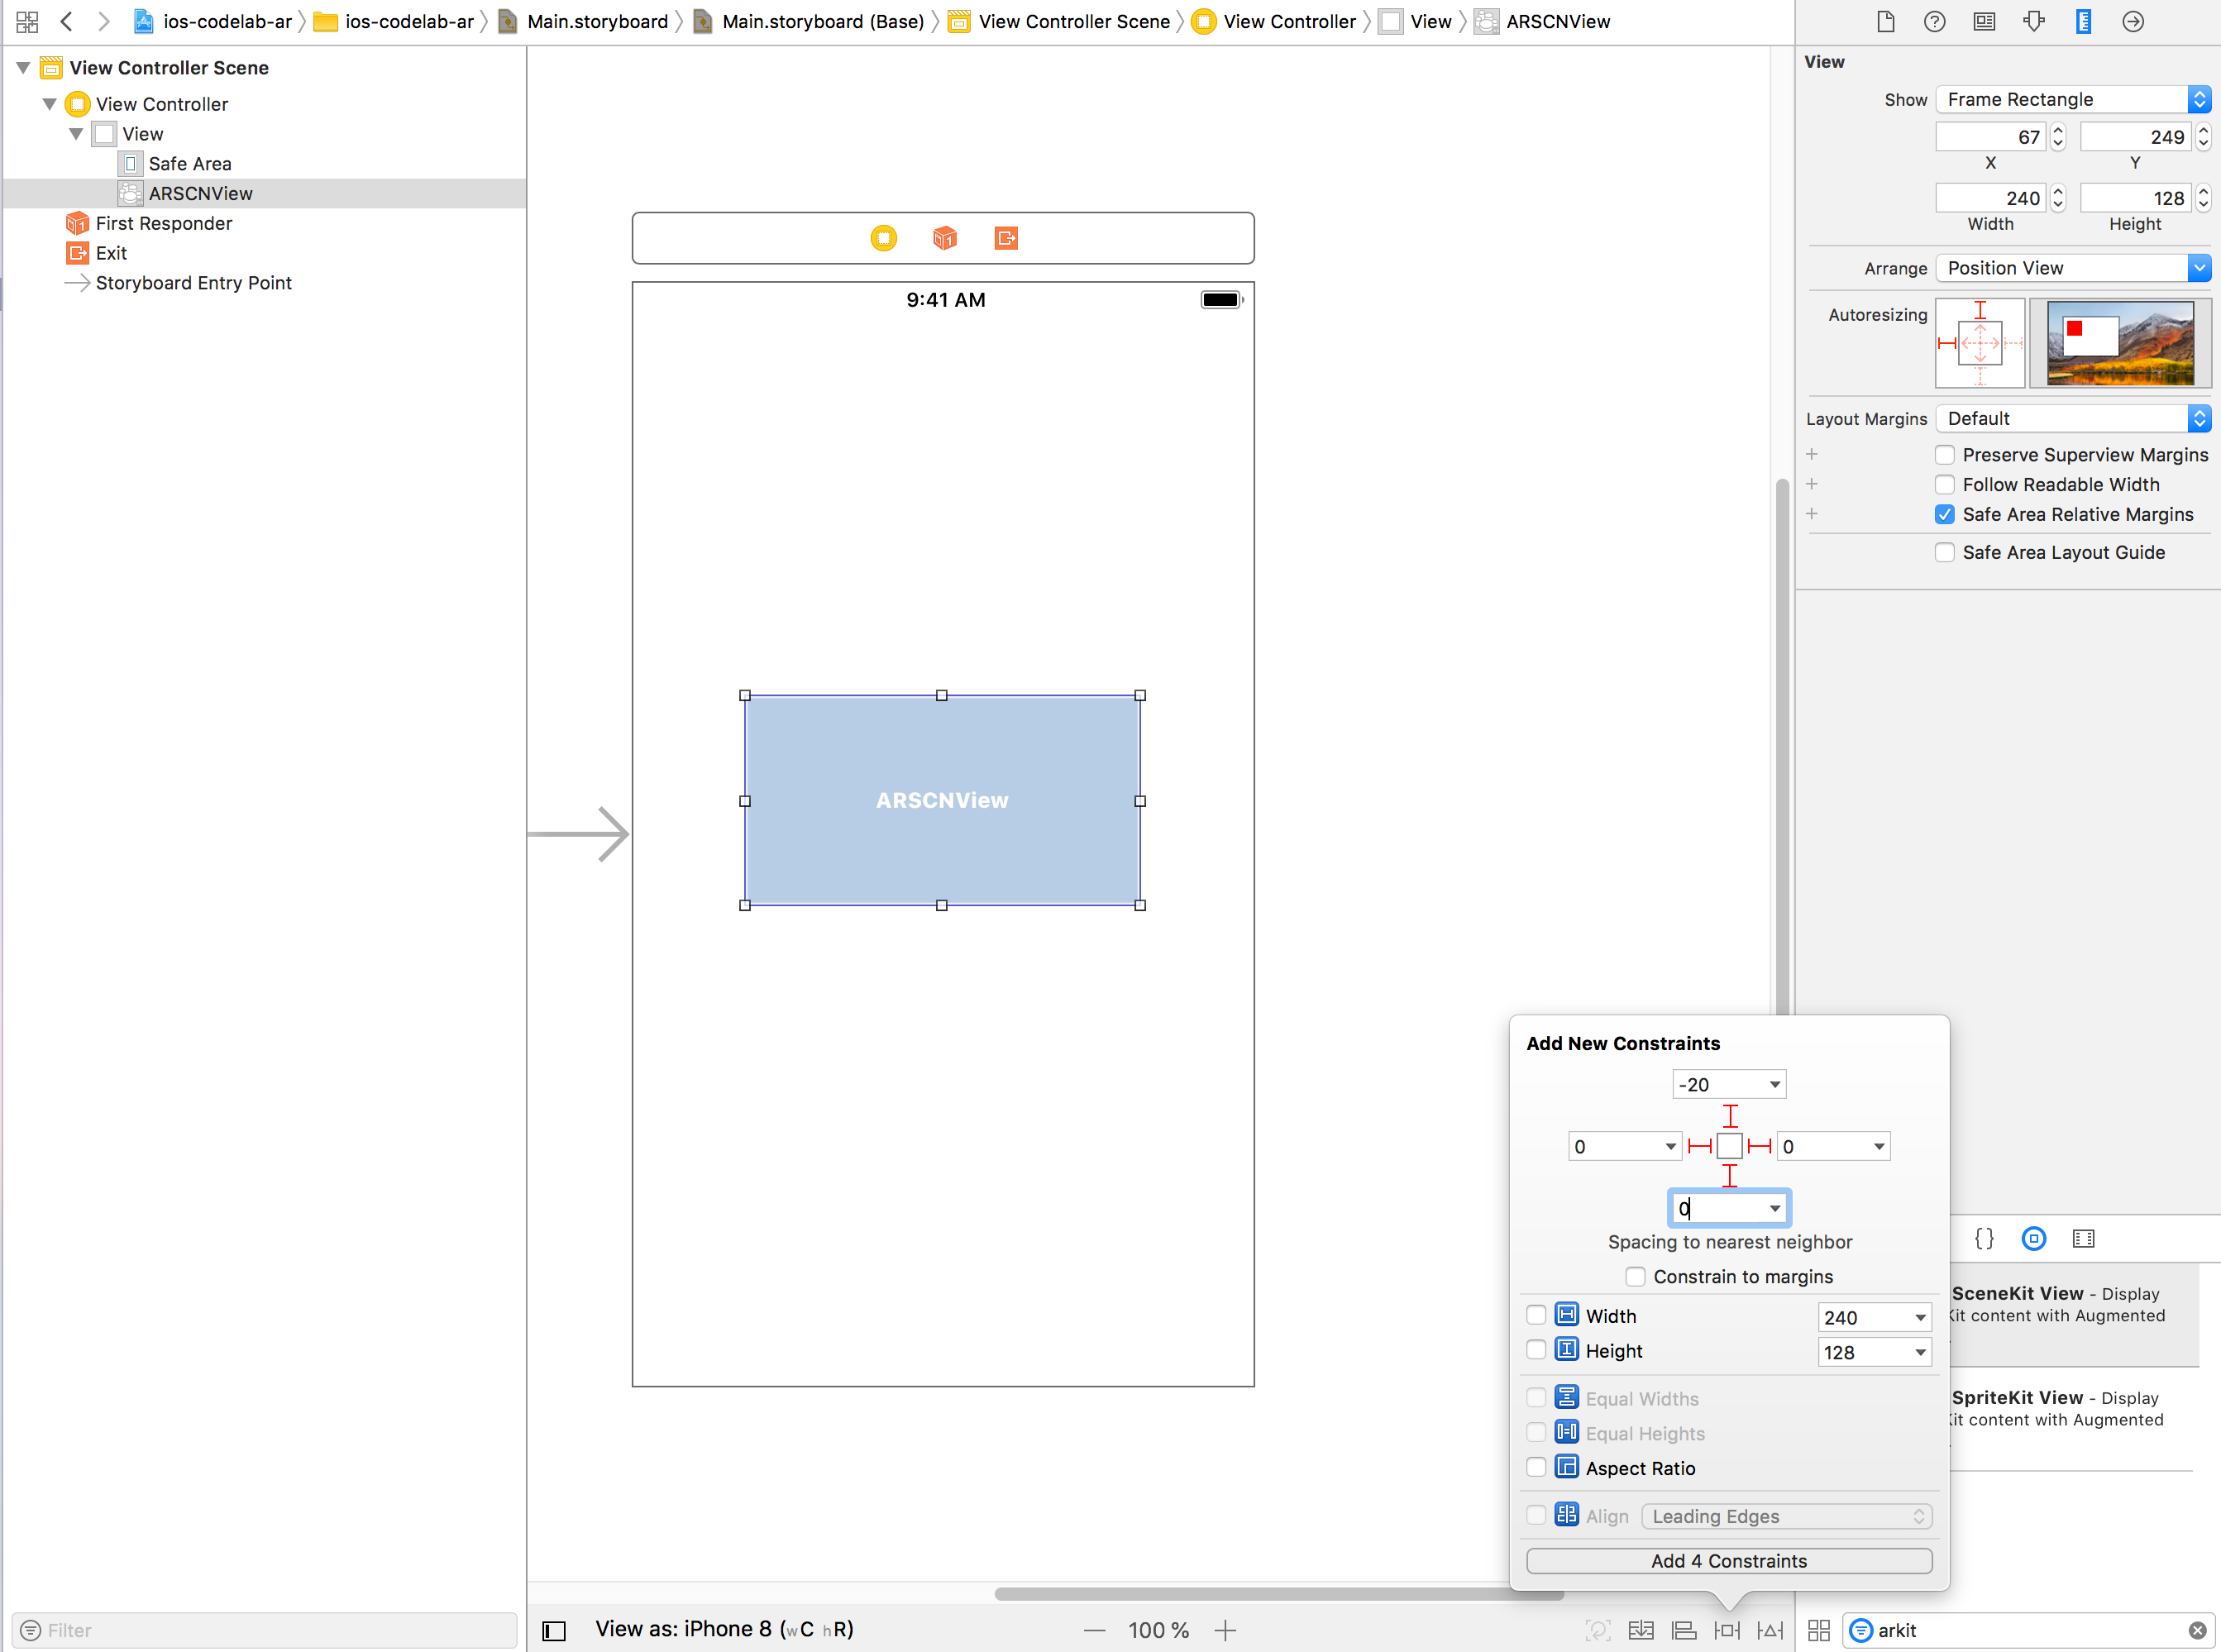 ios-codelab-ar ios-codelab-ar Main.storyboard Main.storyboard (Base) View Controller Scene View Controller View ARSCNView
View Controller Scene
View Controller
View
Safe Area
ARSCNView
First Responder
Exit
Storyboard Entry Point
Filter
9:41 AM
ARSCNView
View as: iPhone 8 (wC hR)
100 %
View
Show Frame Rectangle
67 249
X Y
240 128
Width Height
Arrange Position View
Autoresizing
Layout Margins Default
Preserve Superview Margins
Follow Readable Width
Safe Area Relative Margins
Safe Area Layout Guide
Add New Constraints
-20
0 0
0
Spacing to nearest neighbor
Constrain to margins
Width 240
Height 128
Equal Widths
Equal Heights
Aspect Ratio
Align Leading Edges
Add 4 Constraints
{}
SceneKit View - Display
Kit content with Augmented
.
SpriteKit View - Display
Kit content with Augmented
.
arkit